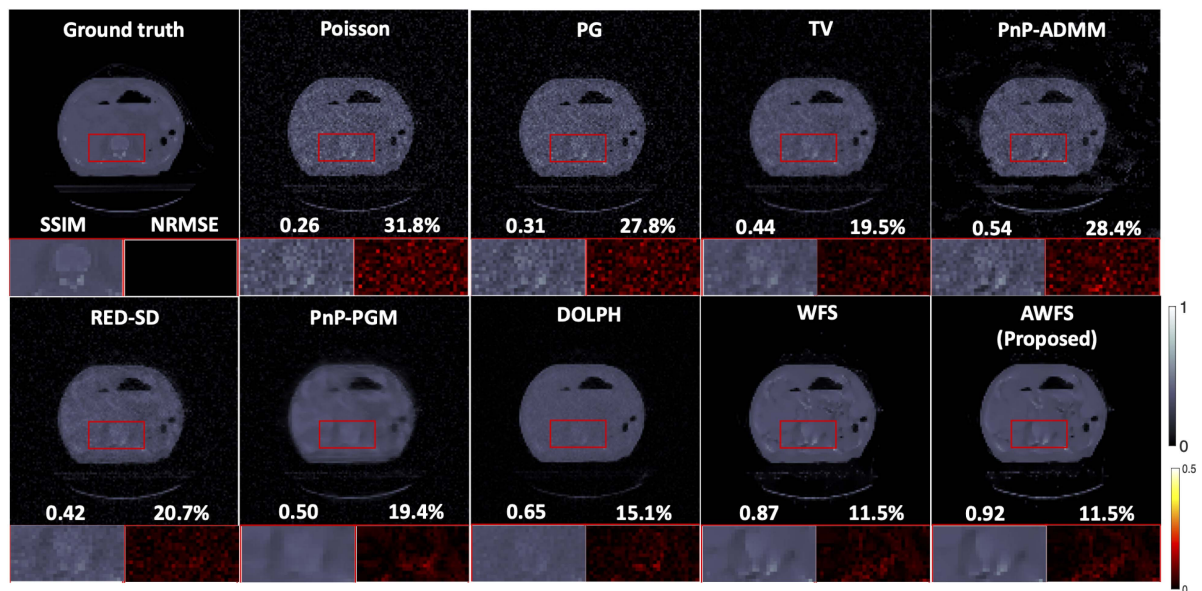 Ground truth
Poisson
PG
TV
PnP-ADMM
SSIM NRMSE
0.26 31.8%
0.31 27.8%
0.44 19.5%
0.54 28.4%
RED-SD
PnP-PGM
DOLPH
WFS
AWFS
(Proposed)
0.42 20.7%
0.50 19.4%
0.65 15.1%
0.87 11.5%
0.92 11.5%
1
0
0.5
0